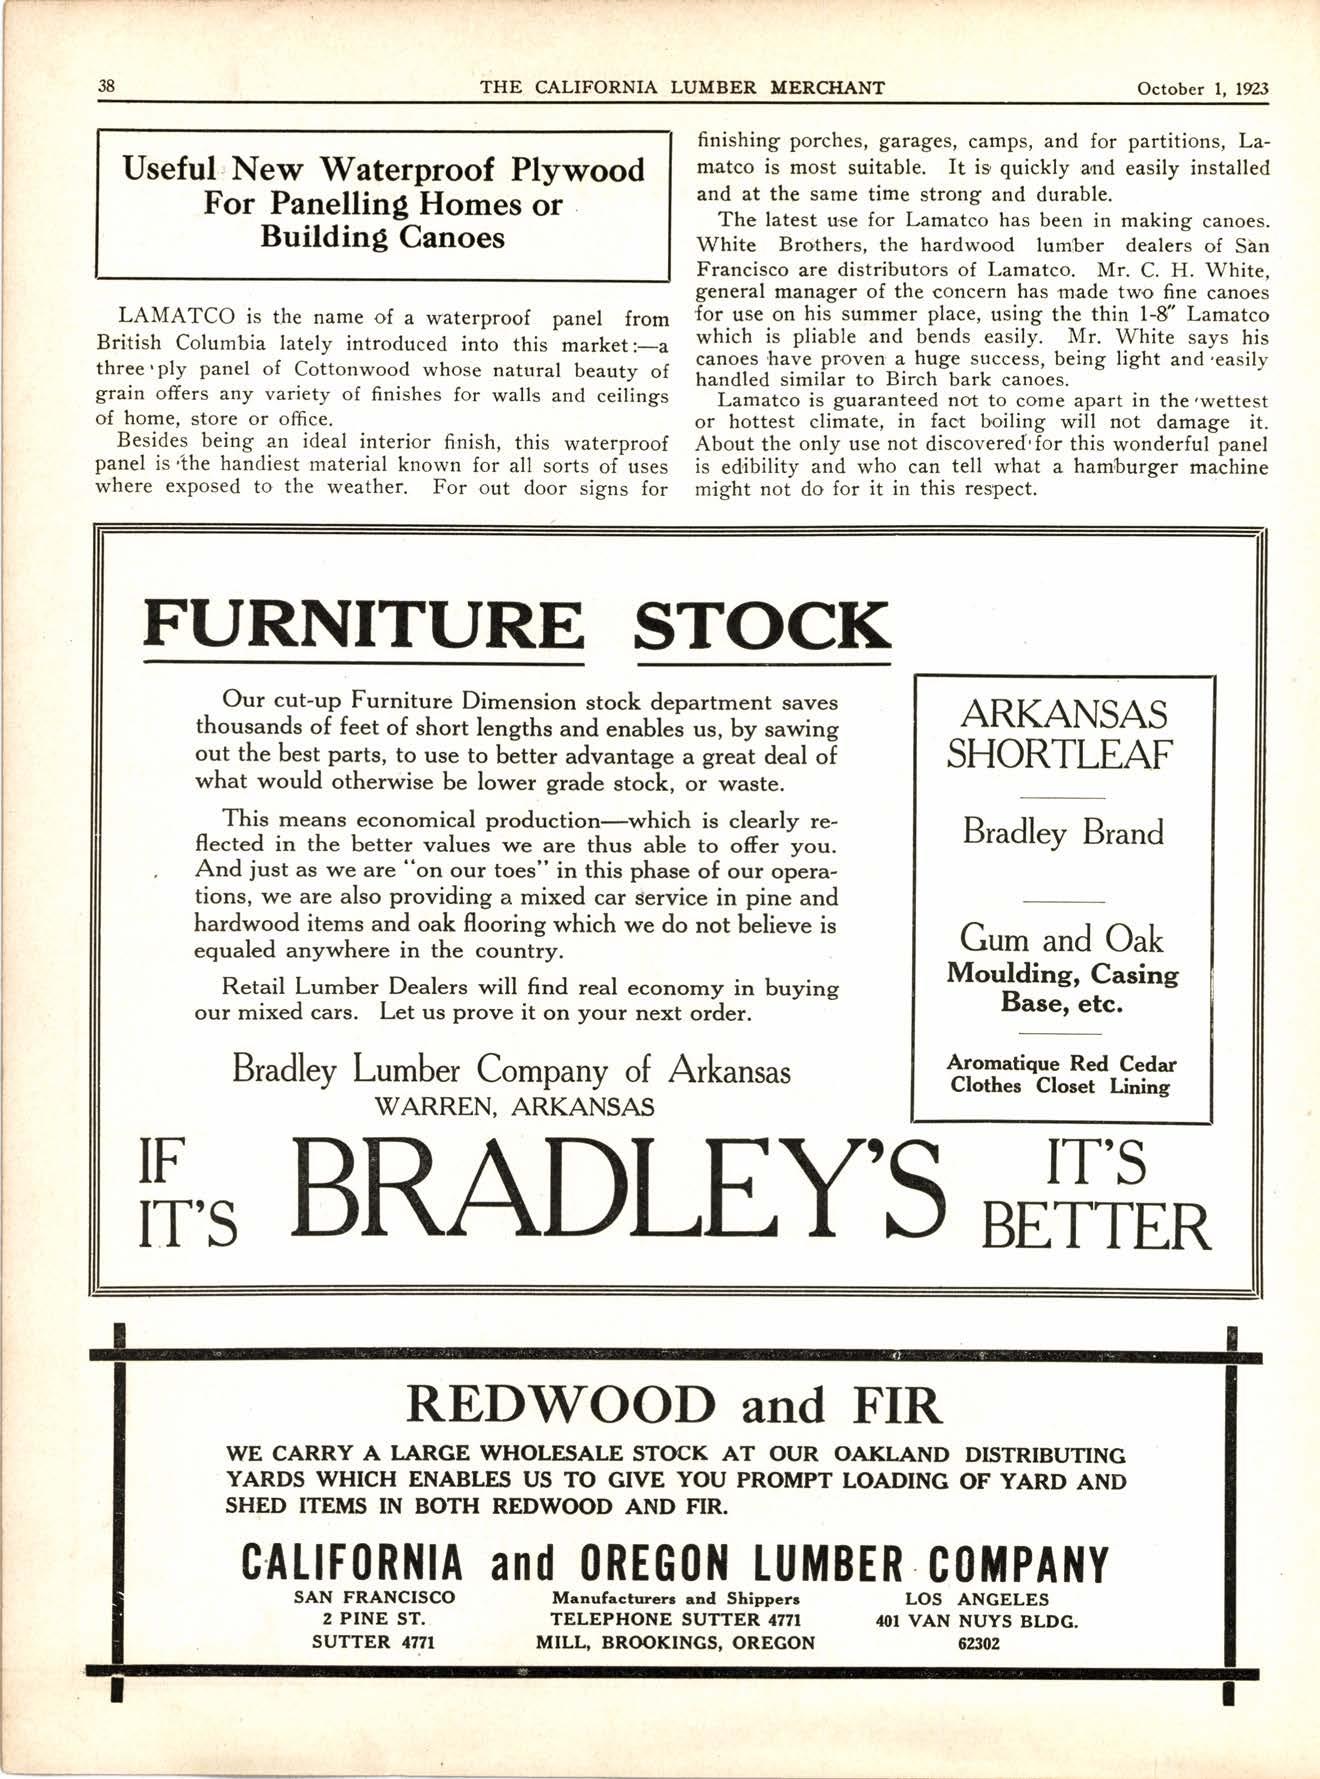 38
THE CALIFORNIA LUMBER MERCHANT
October 1, 1923
Useful New Waterproof Plywood
For Panelling Homes or
Building Canoes
LAMATCO is the name of a waterproof panel from
British Columbia lately introduced into this market:—a
three ply panel of Cottonwood whose natural beauty of
grain offers any variety of finishes for walls and ceilings
of home, store or office.
Besides being an ideal interior finish, this waterproof
panel is the handiest material known for all sorts of uses
where exposed to the weather. For out door signs for
finishing porches, garages, camps, and for partitions, La-
matco is most suitable. It is quickly and easily installed
and at the same time strong and durable.
The latest use for Lamatco has been in making canoes.
White Brothers, the hardwood lumber dealers of San
Francisco are distributors of Lamatco. Mr. C. H. White,
general manager of the concern has made two fine canoes
for use on his summer place, using the thin 1-8" Lamatco
which is pliable and bends easily. Mr. White says his
canoes have proven a huge success, being light and easily
handled similar to Birch bark canoes.
Lamatco is guaranteed not to come apart in the wettest
or hottest climate, in fact boiling will not damage it.
About the only use not discovered for this wonderful panel
is edibility and who can tell what a hamburger machine
might not do for it in this respect.
FURNITURE STOCK
Our cut-up Furniture Dimension stock department saves
thousands of feet of short lengths and enables us, by sawing
out the best parts, to use to better advantage a great deal of
what would otherwise be lower grade stock, or waste.
This means economical production—which is clearly re-
flected in the better values we are thus able to offer you.
And just as we are "on our toes" in this phase of our opera-
tions, we are also providing a mixed car service in pine and
hardwood items and oak flooring which we do not believe is
equaled anywhere in the country.
Retail Lumber Dealers will find real economy in buying
our mixed cars. Let us prove it on your next order.
Bradley Lumber Company of Arkansas
WARREN, ARKANSAS
ARKANSAS
SHORTLEAF
Bradley Brand
Gum and Oak
Moulding, Casing
Base, etc.
Aromatique Red Cedar
Clothes Closet Lining
IF
IT'S
BRADLEY'S
IT'S
BETTER
REDWOOD and FIR
WE CARRY A LARGE WHOLESALE STOCK AT OUR OAKLAND DISTRIBUTING
YARDS WHICH ENABLES US TO GIVE YOU PROMPT LOADING OF YARD AND
SHED ITEMS IN BOTH REDWOOD AND FIR.
CALIFORNIA and OREGON LUMBER COMPANY
SAN FRANCISCO
2 PINE ST.
SUTTER 4771
Manufacturers and Shippers
TELEPHONE SUTTER 4771
MILL, BROOKINGS, OREGON
LOS ANGELES
401 VAN NUYS BLDG.
62302